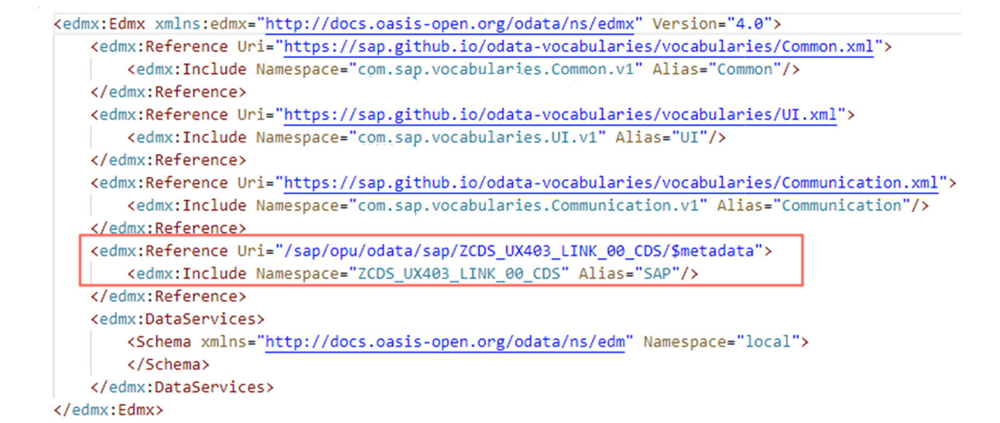 <edmx:Edmx xmlns:edmx="http://docs.oasis-open.org/odata/ns/edmx" Version="4.0">
<edmx:Reference Uri="https://sap.github.io/odata-vocabularies/vocabularies/Common.xml">
<edmx:Include Namespace="com.sap.vocabularies.Common.v1" Alias="Common"/>
</edmx:Reference>
<edmx:Reference Uri="https://sap.github.io/odata-vocabularies/vocabularies/UI.xml">
<edmx:Include Namespace="com.sap.vocabularies.UI.v1" Alias="UI"/>
</edmx:Reference>
<edmx:Reference Uri="https://sap.github.io/odata-vocabularies/vocabularies/Communication.xml">
<edmx:Include Namespace="com.sap.vocabularies.Communication.v1" Alias="Communication"/>
</edmx:Reference>
<edmx:Reference Uri="/sap/opu/odata/sap/ZCDS_UX403_LINK_00_CDS/$metadata">
<edmx:Include Namespace="ZCDS_UX403_LINK_00_CDS" Alias="SAP"/>
</edmx:Reference>
<edmx:DataServices>
<Schema xmlns="http://docs.oasis-open.org/odata/ns/edm" Namespace="local">
</Schema>
</edmx:DataServices>
</edmx:Edmx>